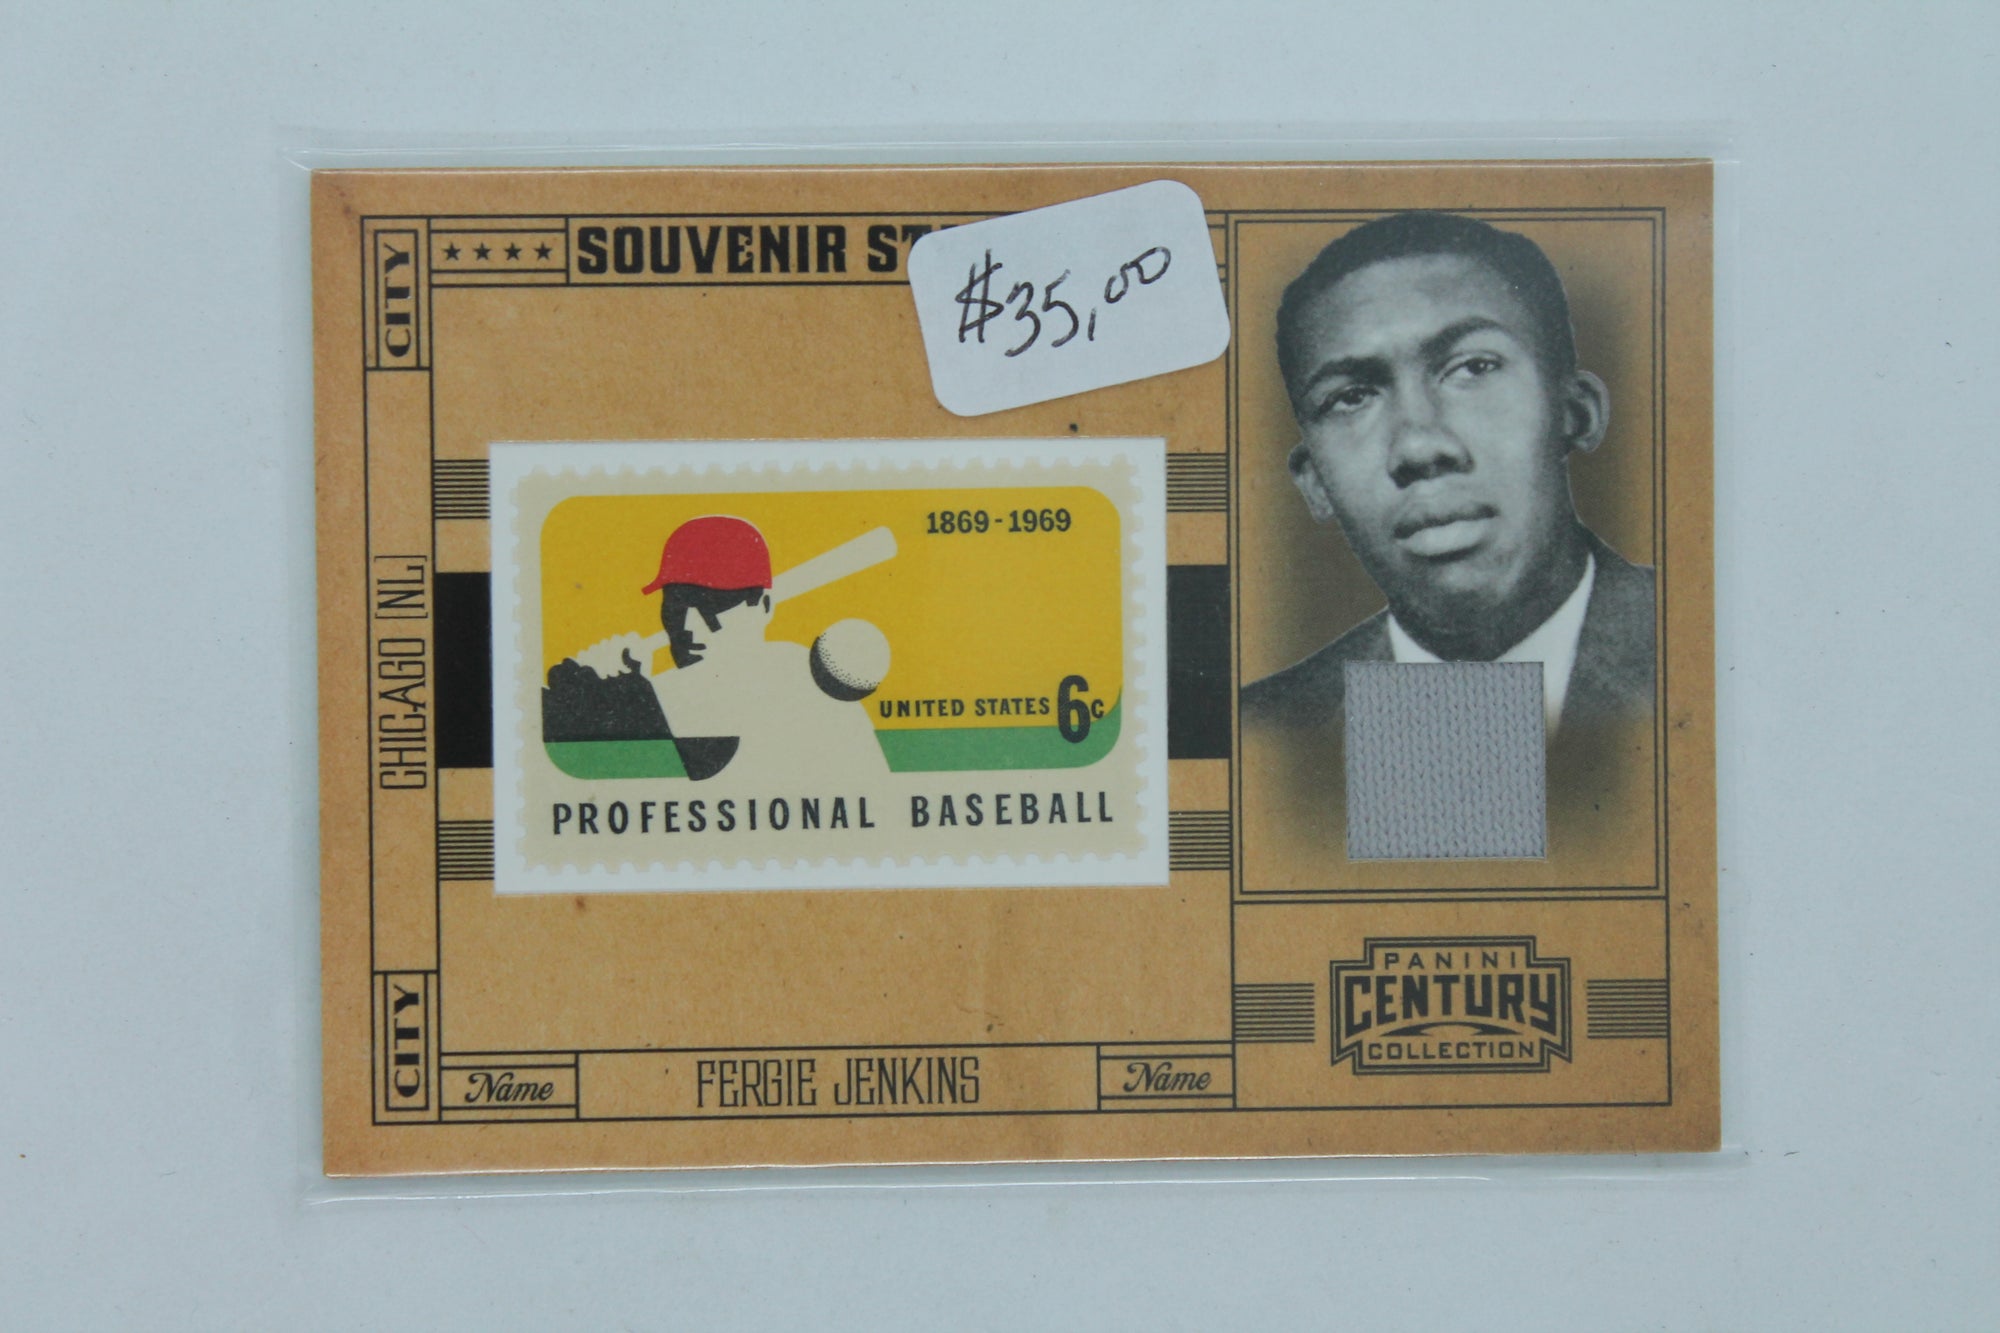 SOUVENIR ST
$35,00
CITY
CHICAGO [NL]
CITY
1869-1969
UNITED STATES 6c
PROFESSIONAL BASEBALL
Name
FERGIE JENKINS
Name
PANINI
CENTURY
COLLECTION